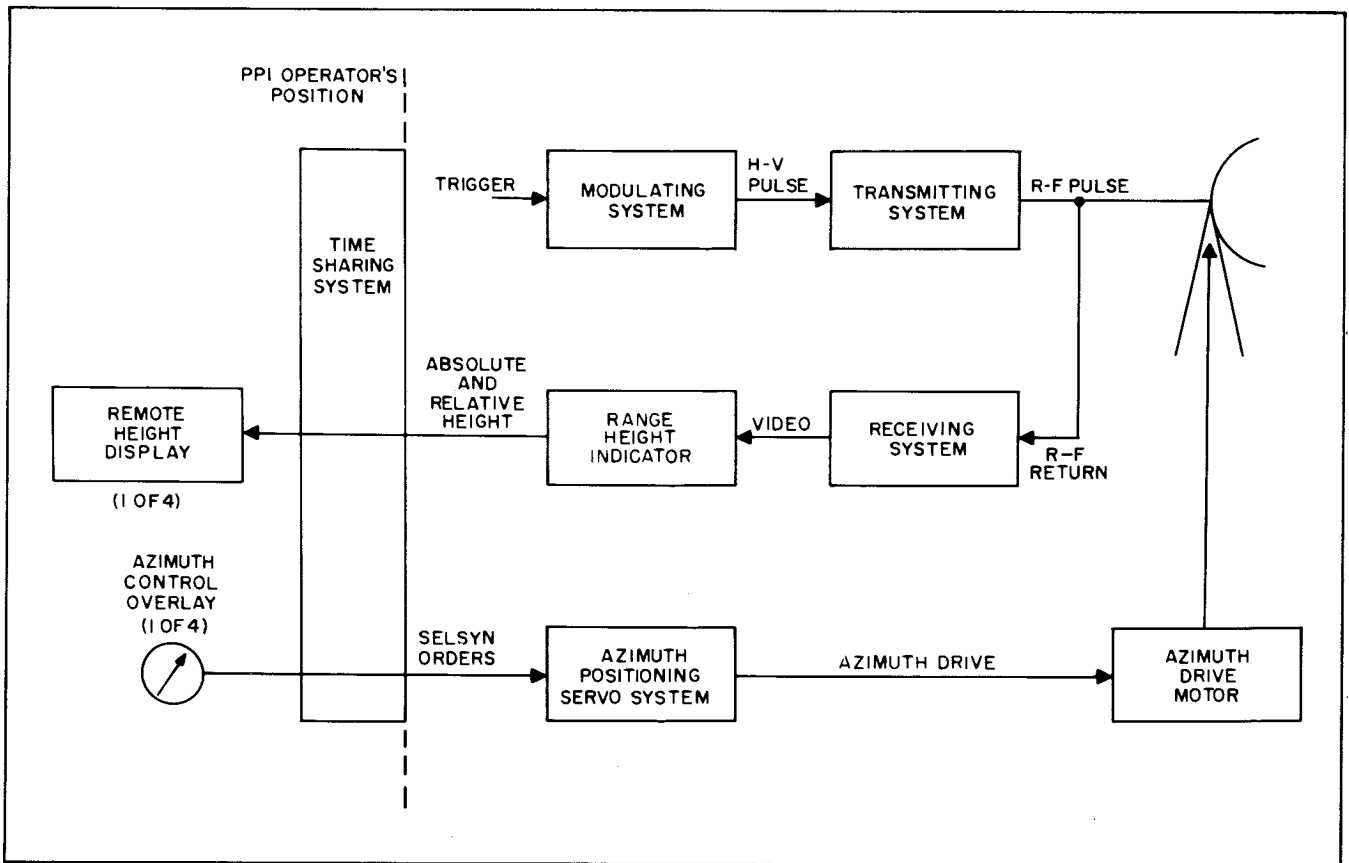 PPI OPERATOR'S
POSITION
TRIGGER
MODULATING
SYSTEM
H-V
PULSE
TRANSMITTING
SYSTEM
R-F PULSE
TIME
SHARING
SYSTEM
REMOTE
HEIGHT
DISPLAY
(1 OF 4)
ABSOLUTE
AND
RELATIVE
HEIGHT
RANGE
HEIGHT
INDICATOR
VIDEO
RECEIVING
SYSTEM
R-F
RETURN
AZIMUTH
CONTROL
OVERLAY
(1 OF 4)
SELSYN
ORDERS
AZIMUTH
POSITIONING
SERVO SYSTEM
AZIMUTH DRIVE
AZIMUTH
DRIVE
MOTOR